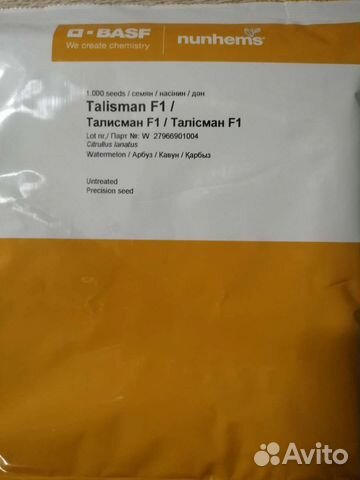 BASF
We create chemistry
nunhems
1.000 seeds / семян / насінин / дән
Talisman F1 /
Талисман F1 / Талісман F1
Lot nr./ Парт №: W 27966901004
Citrullus lanatus
Watermelon / Арбуз / Кавун / Қарбыз
Untreated
Precision seed
Avito